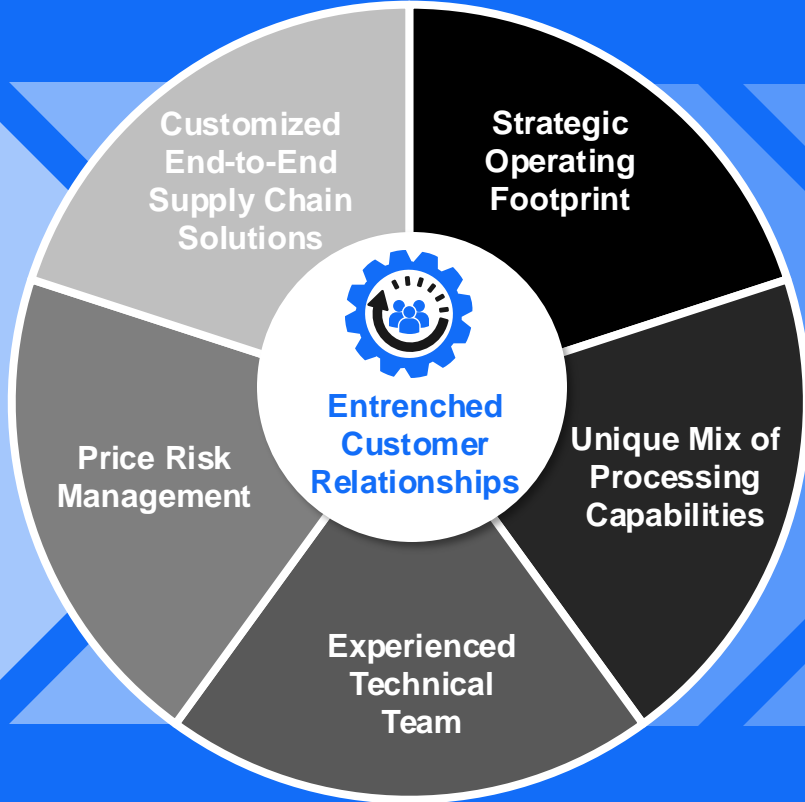 Customized
End-to-End
Supply Chain
Solutions
Strategic
Operating
Footprint
Entrenched
Customer
Relationships
Price Risk
Management
Unique Mix of
Processing
Capabilities
Experienced
Technical
Team